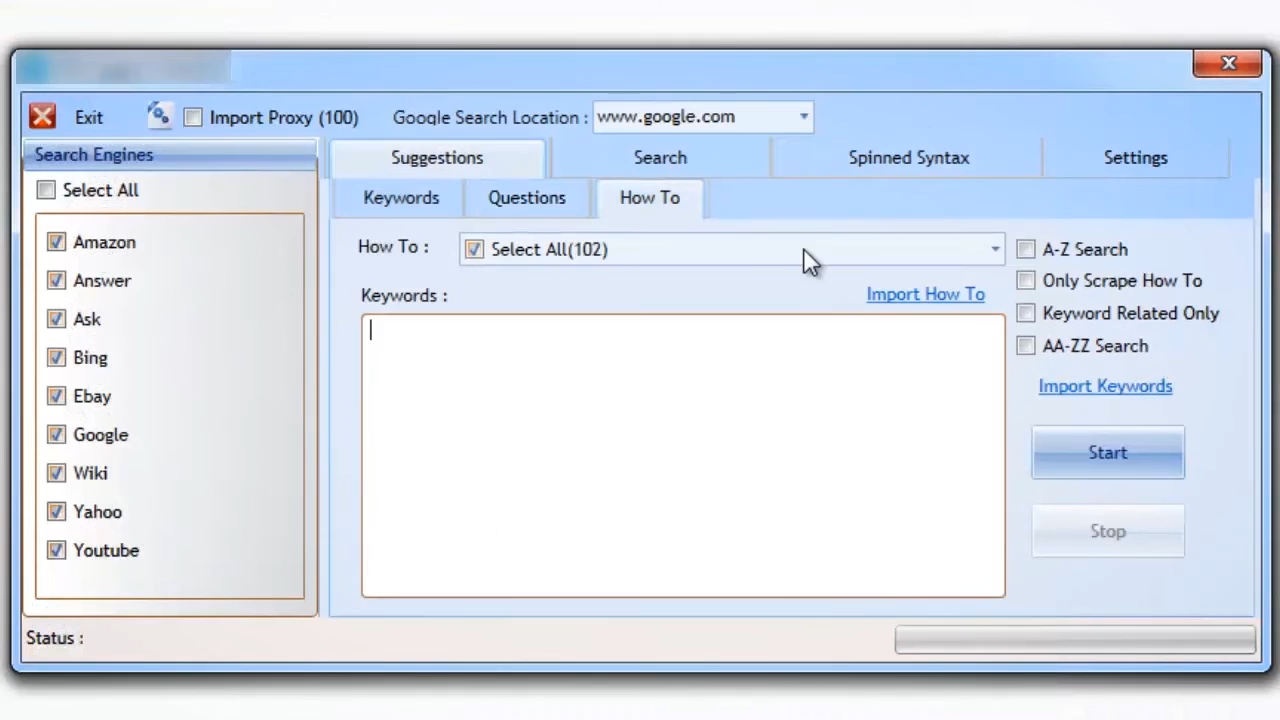 Exit
Import Proxy (100)
Google Search Location :
www.google.com
Search Engines
Select All
Amazon
Answer
Ask
Bing
Ebay
Google
Wiki
Yahoo
Youtube
Suggestions
Search
Spinned Syntax
Settings
Keywords
Questions
How To
How To :
Select All(102)
Keywords :
Import How To
A-Z Search
Only Scrape How To
Keyword Related Only
AA-ZZ Search
Import Keywords
Start
Stop
Status :